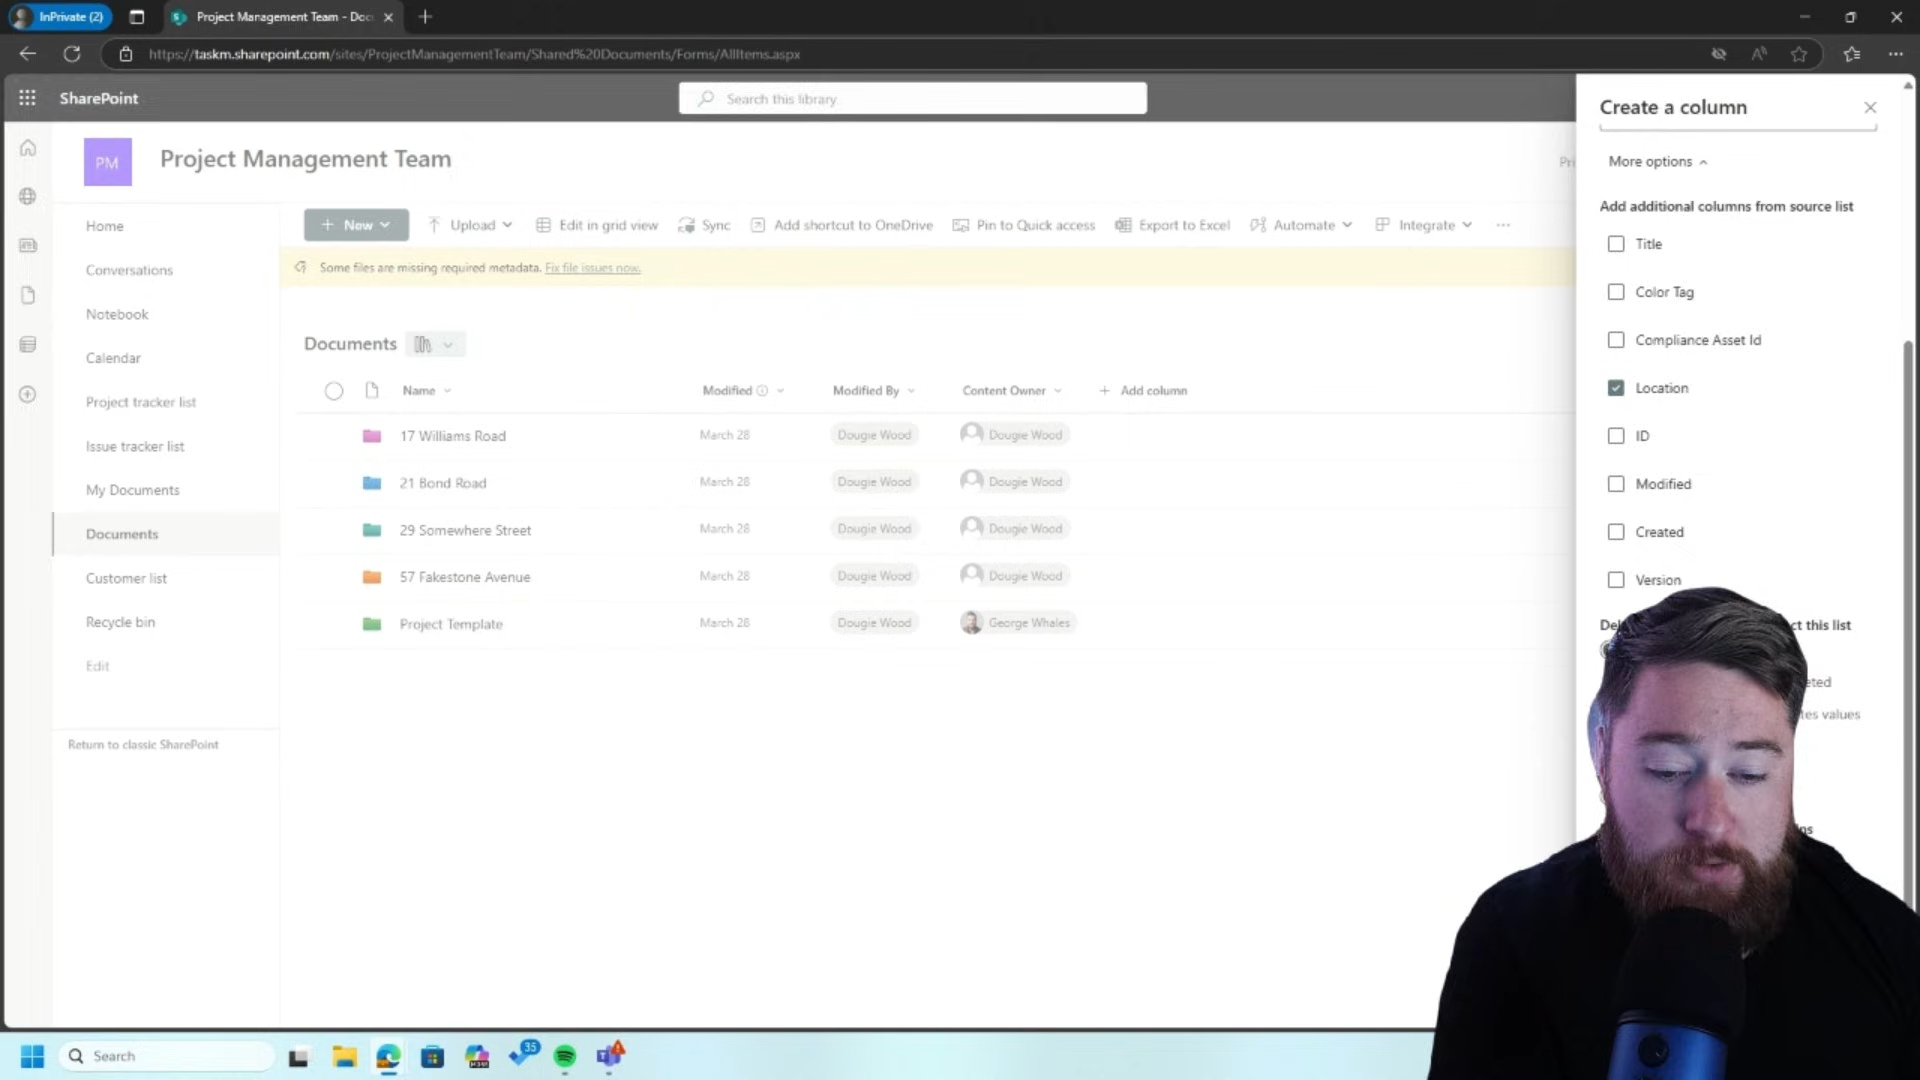 InPrivate (2)
Project Management Team - Doc
https://taskm.sharepoint.com/sites/ProjectManagementTeam/Shared%20Documents/Forms/AllItems.aspx
SharePoint
Search this library
PM
Project Management Team
Home
Conversations
Notebook
Calendar
Project tracker list
Issue tracker list
My Documents
Documents
Customer list
Recycle bin
Edit
Return to classic SharePoint
+ New
Upload
Edit in grid view
Sync
Add shortcut to OneDrive
Pin to Quick access
Export to Excel
Automate
Integrate
...
Some files are missing required metadata. Fix file issues now.
Documents
Name
Modified
Modified By
Content Owner
+ Add column
17 Williams Road March 28 Dougie Wood Dougie Wood
21 Bond Road March 28 Dougie Wood Dougie Wood
29 Somewhere Street March 28 Dougie Wood Dougie Wood
57 Fakestone Avenue March 28 Dougie Wood Dougie Wood
Project Template March 28 Dougie Wood George Whales
Create a column
More options
Add additional columns from source list
Title
Color Tag
Compliance Asset Id
Location
ID
Modified
Created
Version
this list
values
Search
35